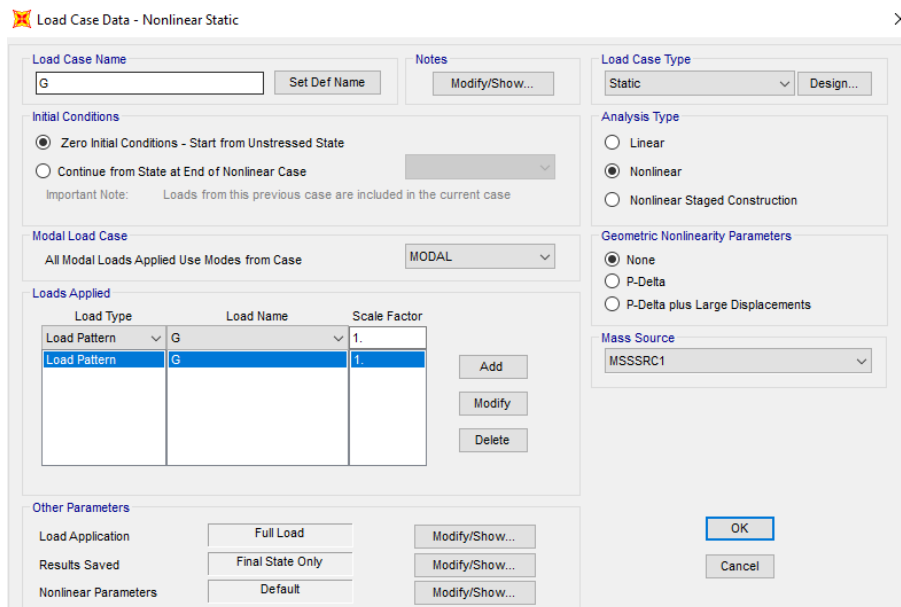 Load Case Data - Nonlinear Static
Load Case Name
G
Set Def Name
Notes
Modify/Show...
Load Case Type
Static
Design...
Initial Conditions
Zero Initial Conditions - Start from Unstressed State
Continue from State at End of Nonlinear Case
Important Note: Loads from this previous case are included in the current case
Analysis Type
Linear
Nonlinear
Nonlinear Staged Construction
Modal Load Case
All Modal Loads Applied Use Modes from Case
MODAL
Geometric Nonlinearity Parameters
None
P-Delta
P-Delta plus Large Displacements
Loads Applied
Load Type Load Name Scale Factor
Load Pattern G 1.
Load Pattern G 1.
Add
Modify
Delete
Mass Source
MSSSRC1
Other Parameters
Load Application Full Load Modify/Show...
Results Saved Final State Only Modify/Show...
Nonlinear Parameters Default Modify/Show...
OK
Cancel